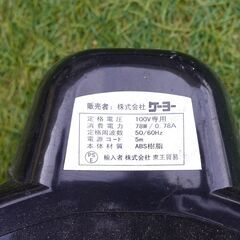 販売者：株式会社 ケーヨー
定格電圧 100V専用
消費電力 78W/0.78A
定格周波数 50/60Hz
電源コード 5m
本体材質 ABS樹脂
PSE 輸入者 株式会社 東王貿易